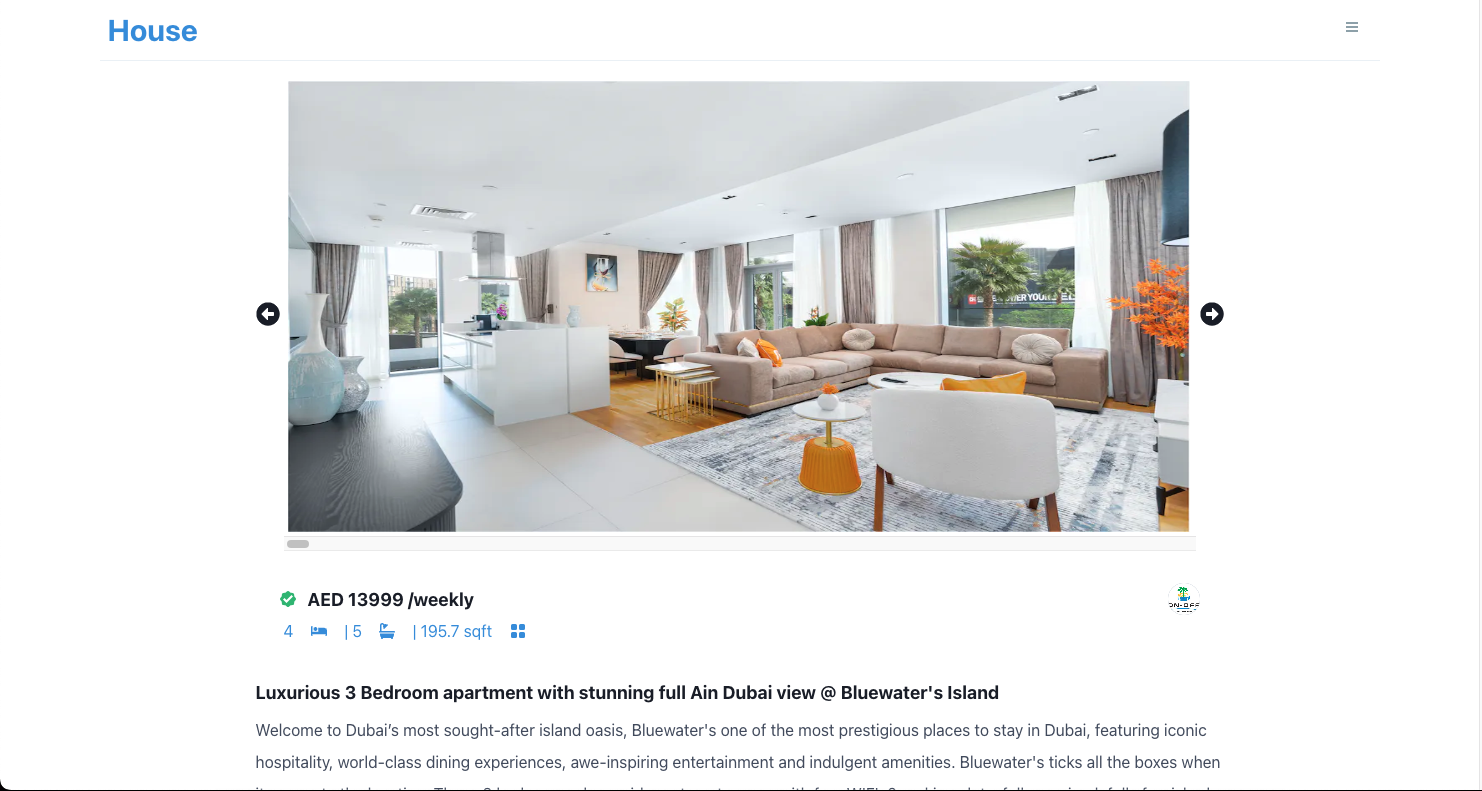 House
AED 13999 /weekly
4 | 5 | 195.7 sqft
Luxurious 3 Bedroom apartment with stunning full Ain Dubai view @ Bluewater's Island
Welcome to Dubai’s most sought-after island oasis, Bluewater's one of the most prestigious places to stay in Dubai, featuring iconic
hospitality, world-class dining experiences, awe-inspiring entertainment and indulgent amenities. Bluewater's ticks all the boxes when